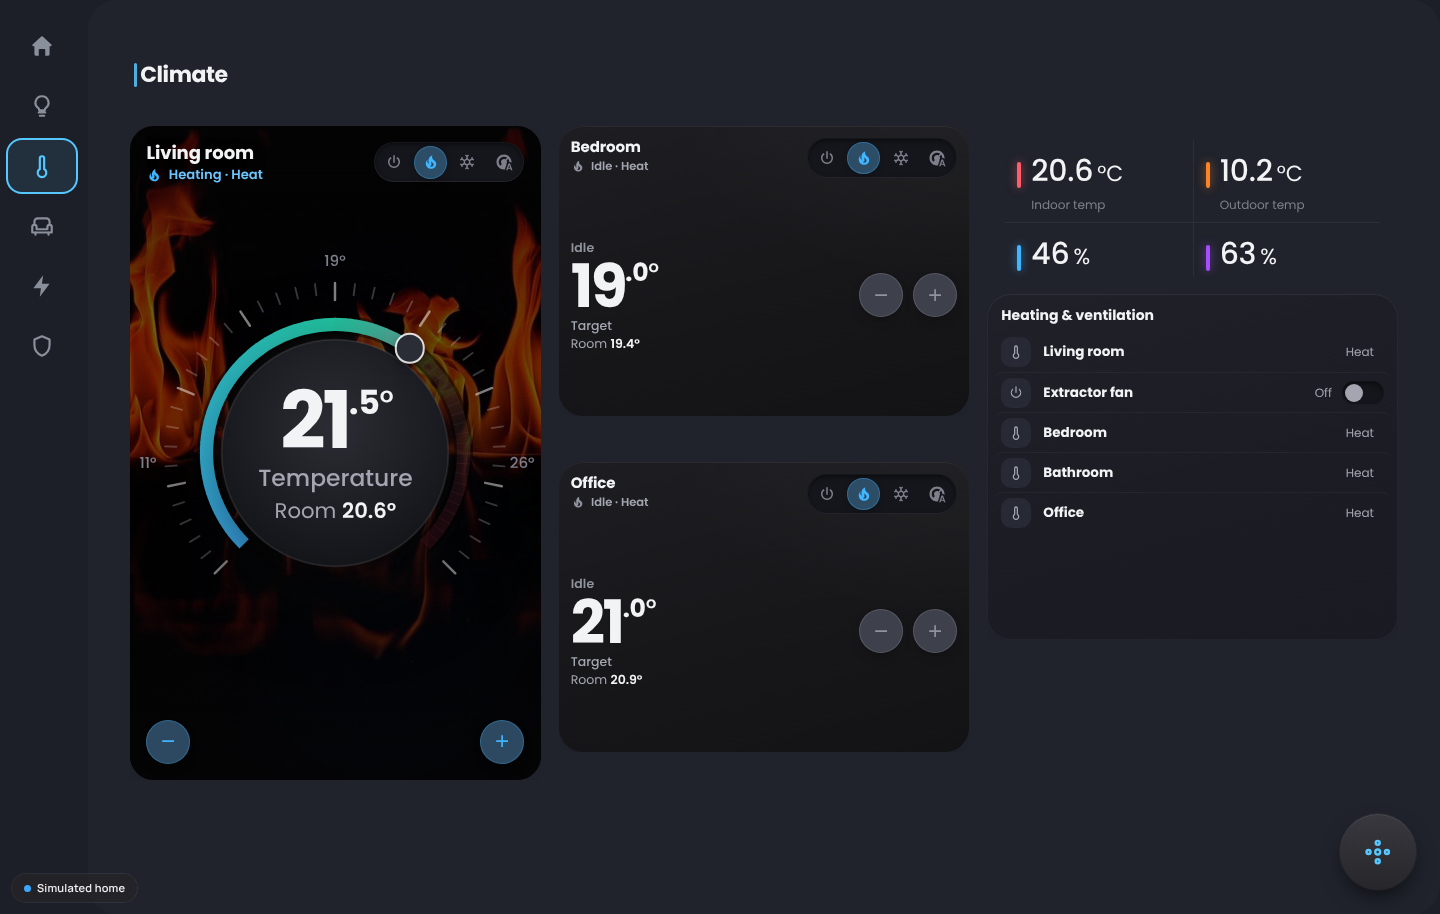 Climate
Living room
Heating · Heat
19°
11°
26°
21.5°
Temperature
Room 20.6°
Bedroom
Idle · Heat
Idle
19.0°
Target
Room 19.4°
Office
Idle · Heat
Idle
21.0°
Target
Room 20.9°
20.6 °C
Indoor temp
10.2 °C
Outdoor temp
46 %
63 %
Heating & ventilation
Living room Heat
Extractor fan Off
Bedroom Heat
Bathroom Heat
Office Heat
Simulated home